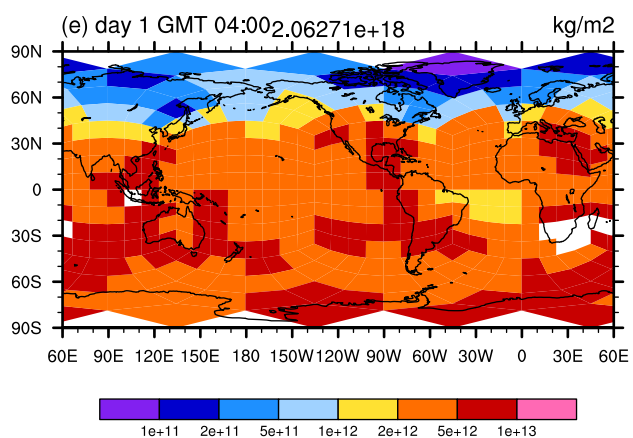 (e) day 1 GMT 04:00 2.06271e+18 kg/m2
90N
60N
30N
0
30S
60S
90S
60E 90E 120E 150E 180 150W 120W 90W 60W 30W 0 30E 60E
1e+11 2e+11 5e+11 1e+12 2e+12 5e+12 1e+13